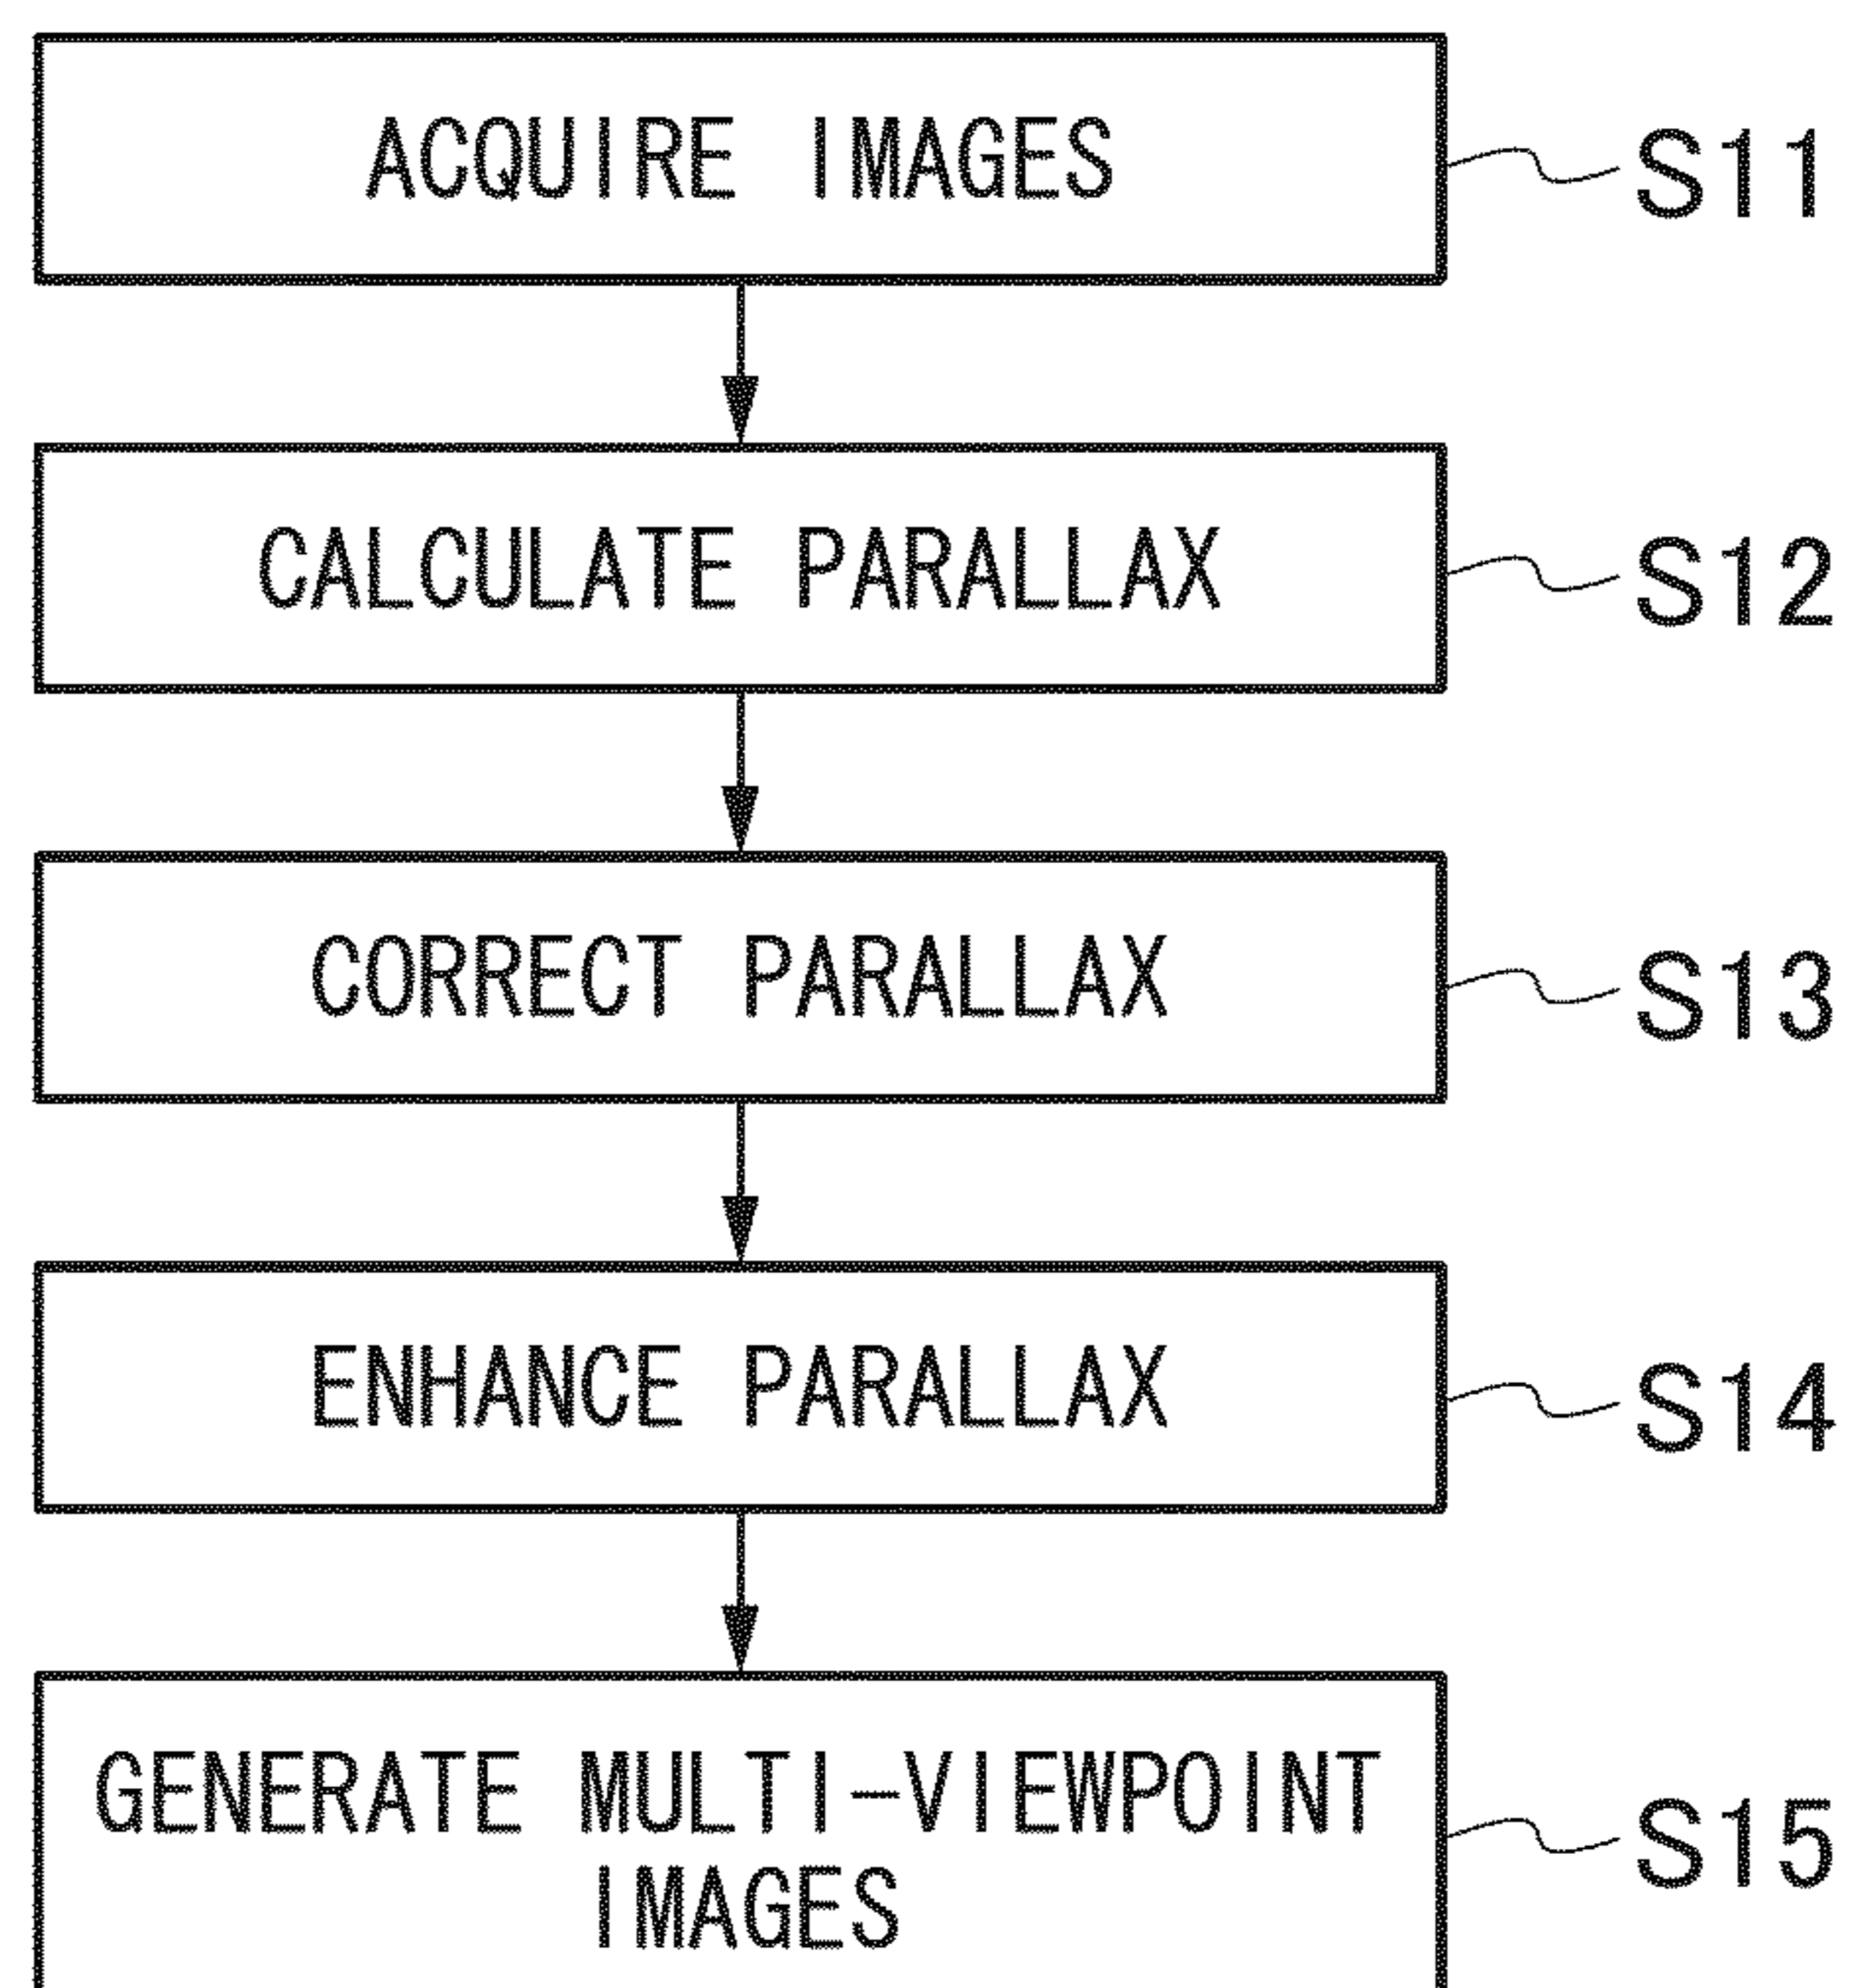 ACQUIRE IMAGES
S11
CALCULATE PARALLAX
S12
CORRECT PARALLAX
S13
ENHANCE PARALLAX
S14
GENERATE MULTI-VIEWPOINT
IMAGES
S15